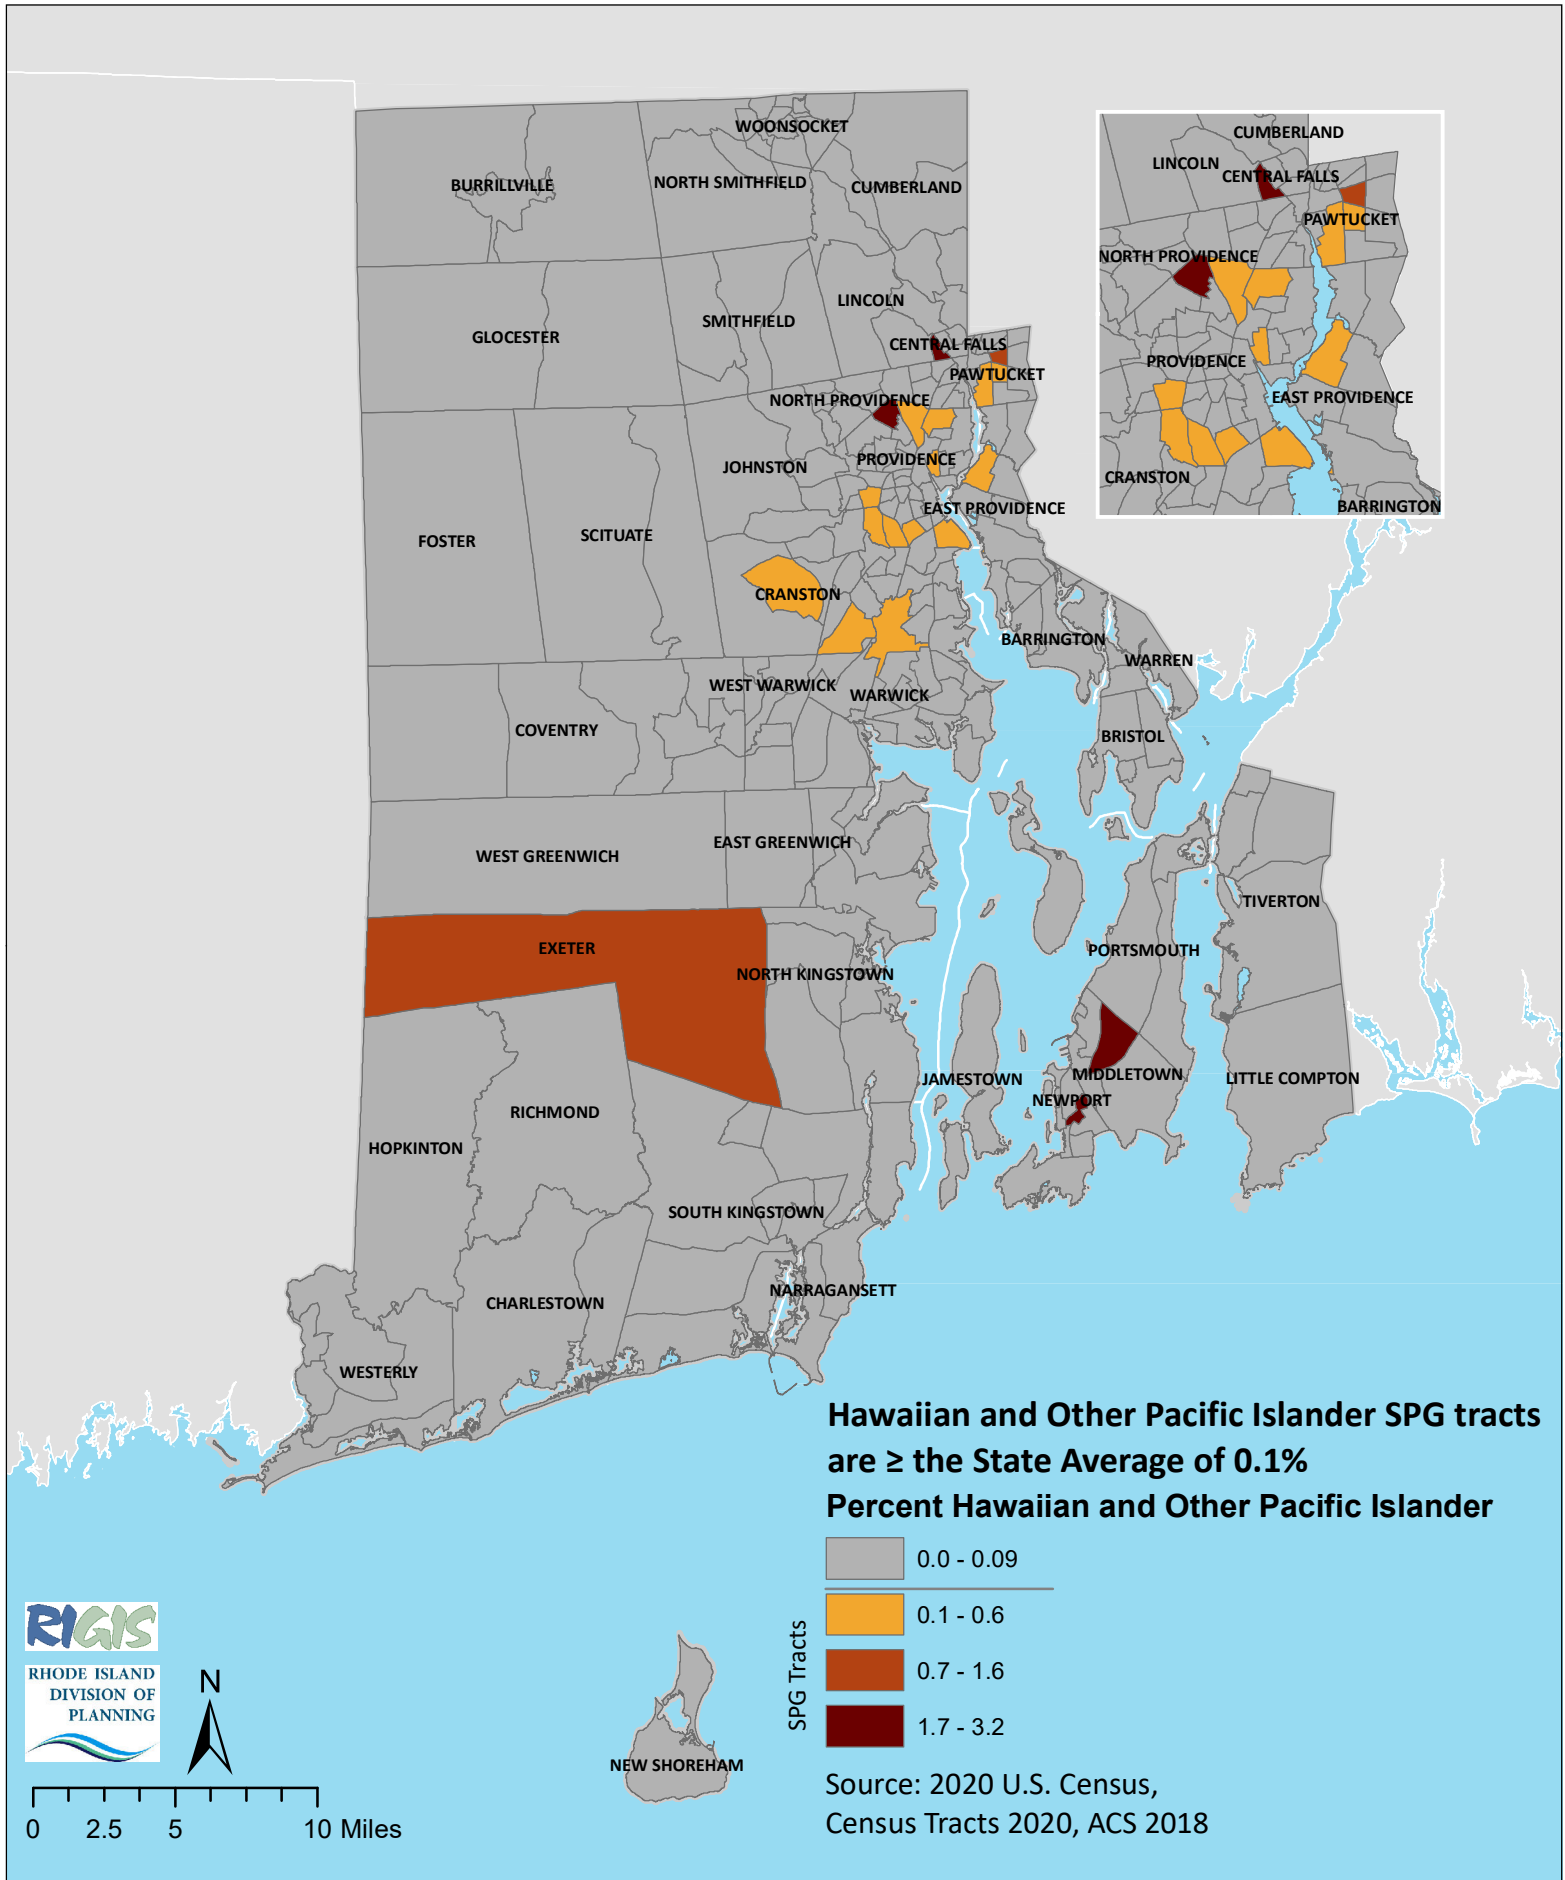 WOONSOCKET
BURRILLVILLE
NORTH SMITHFIELD
CUMBERLAND
LINCOLN
SMITHFIELD
GLOCESTER
CENTRAL FALLS
PAWTUCKET
NORTH PROVIDENCE
JOHNSTON
PROVIDENCE
EAST PROVIDENCE
SCITUATE
FOSTER
CRANSTON
BARRINGTON
WARREN
WEST WARWICK
WARWICK
COVENTRY
BRISTOL
EAST GREENWICH
WEST GREENWICH
TIVERTON
EXETER
PORTSMOUTH
NORTH KINGSTOWN
JAMESTOWN
MIDDLETOWN
LITTLE COMPTON
NEWPORT
RICHMOND
HOPKINTON
SOUTH KINGSTOWN
NARRAGANSETT
CHARLESTOWN
WESTERLY
NEW SHOREHAM
CUMBERLAND
LINCOLN
CENTRAL FALLS
PAWTUCKET
NORTH PROVIDENCE
PROVIDENCE
EAST PROVIDENCE
CRANSTON
BARRINGTON
Hawaiian and Other Pacific Islander SPG tracts
are ≥ the State Average of 0.1%
Percent Hawaiian and Other Pacific Islander
0.0 - 0.09
SPG Tracts
0.1 - 0.6
0.7 - 1.6
1.7 - 3.2
Source: 2020 U.S. Census,
Census Tracts 2020, ACS 2018
RIGIS
RHODE ISLAND
DIVISION OF
PLANNING
N
0 2.5 5 10 Miles